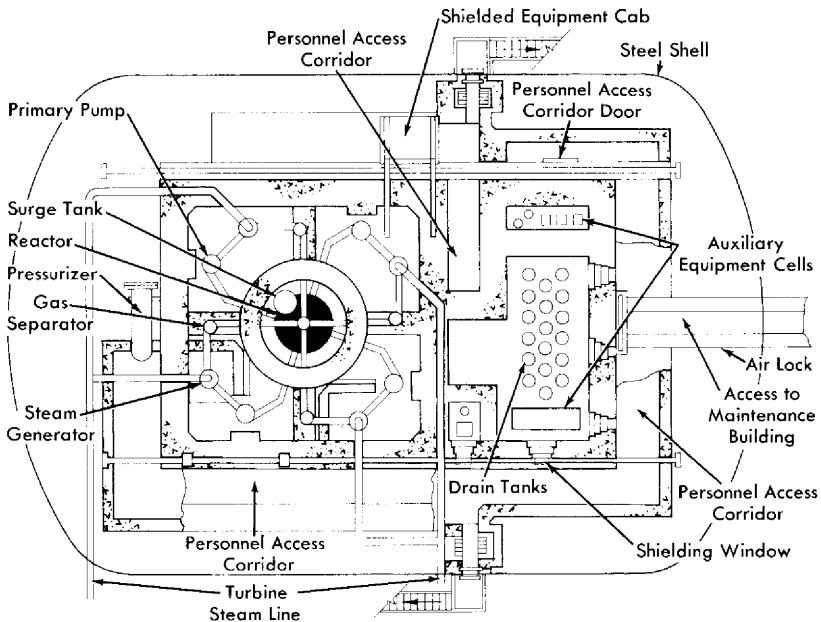 Shielded Equipment Cab
Personnel Access
Corridor
Steel Shell
Personnel Access
Corridor Door
Primary Pump
Surge Tank
Reactor
Pressurizer
Gas
Separator
Auxiliary
Equipment Cells
Air Lock
Access to
Maintenance
Building
Steam
Generator
Drain Tanks
Personnel Access
Corridor
Personnel Access
Corridor
Shielding Window
Turbine
Steam Line